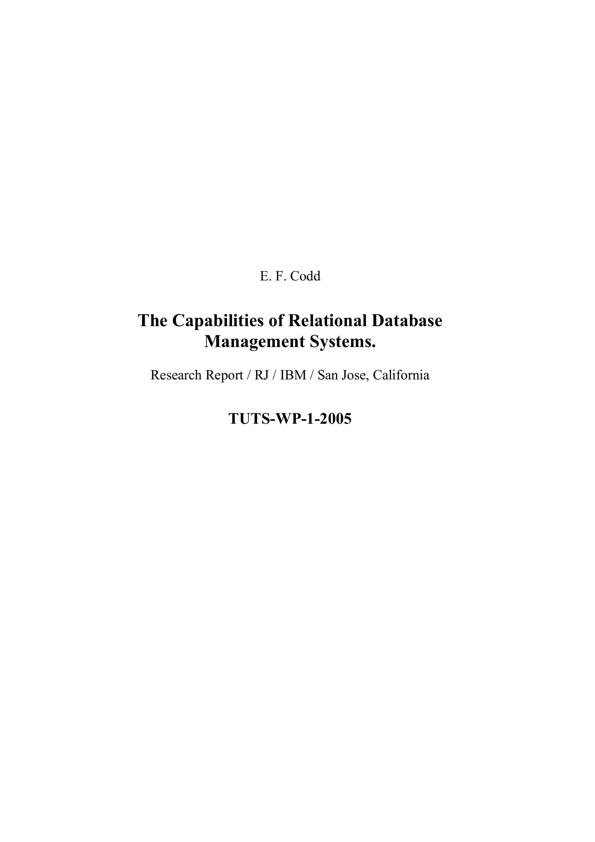 E. F. Codd
The Capabilities of Relational Database
Management Systems.
Research Report / RJ / IBM / San Jose, California
TUTS-WP-1-2005